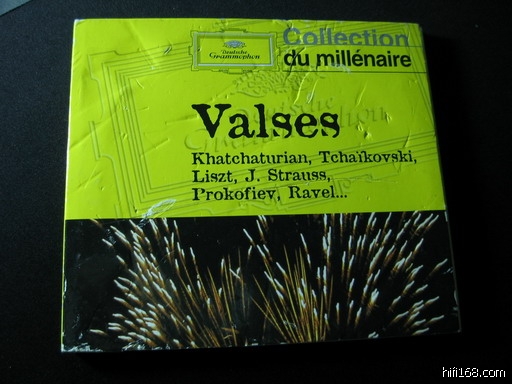 Deutsche
Grammophon
Collection
du millénaire
Valses
Khatchaturian, Tchaïkovski,
Liszt, J. Strauss,
Prokofiev, Ravel...
hifi168.com